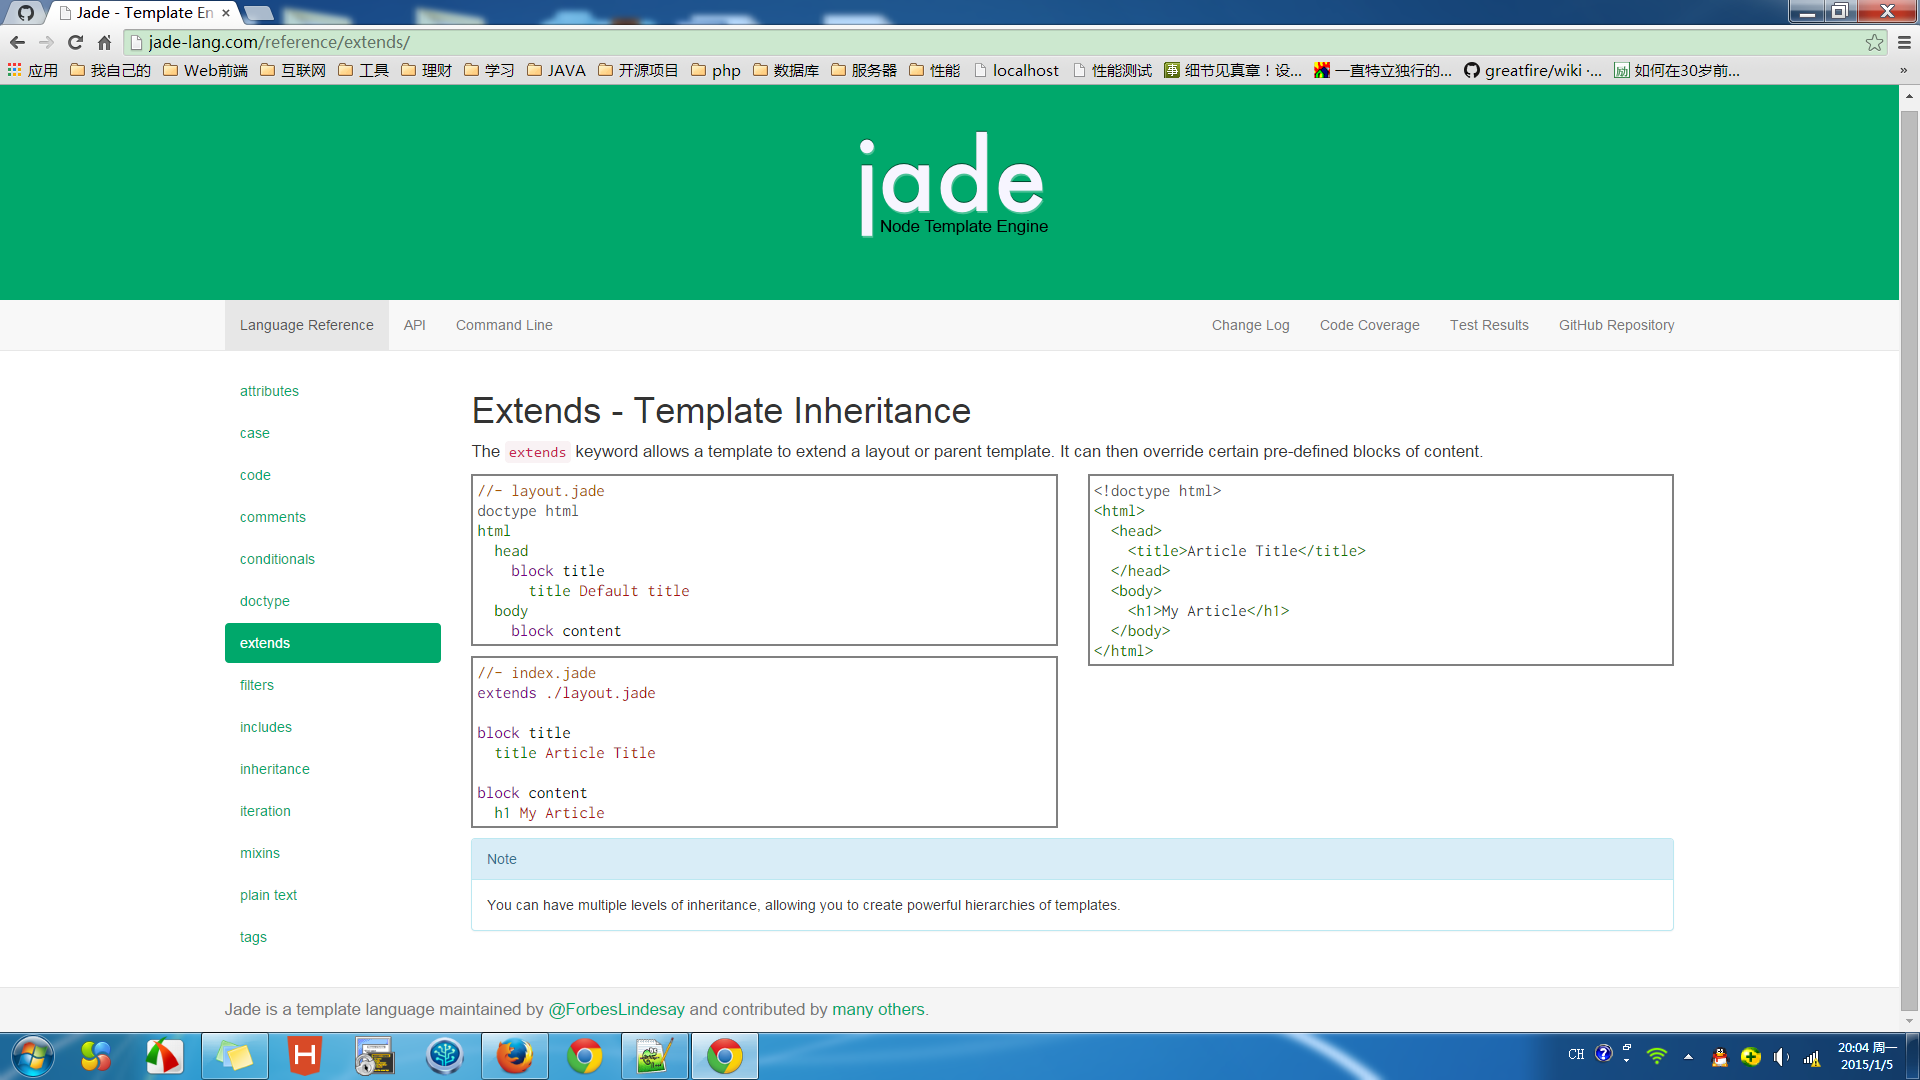 Jade - Template En
jade-lang.com/reference/extends/
应用 我自己的 Web前端 互联网 工具 理财 学习 JAVA 开源项目 php 数据库 服务器 性能 localhost 性能测试 细节见真章！设... 一直特立独行的... greatfire/wiki ·... 如何在30岁前... »
jade
Node Template Engine
Language Reference API Command Line Change Log Code Coverage Test Results GitHub Repository
attributes
case
code
comments
conditionals
doctype
extends
filters
includes
inheritance
iteration
mixins
plain text
tags
Extends - Template Inheritance
The extends keyword allows a template to extend a layout or parent template. It can then override certain pre-defined blocks of content.
//- layout.jade
doctype html
html
  head
    block title
      title Default title
  body
    block content
//- index.jade
extends ./layout.jade
block title
  title Article Title
block content
  h1 My Article
<!doctype html>
<html>
  <head>
    <title>Article Title</title>
  </head>
  <body>
    <h1>My Article</h1>
  </body>
</html>
Note
You can have multiple levels of inheritance, allowing you to create powerful hierarchies of templates.
Jade is a template language maintained by @ForbesLindesay and contributed by many others.
H
CH
20:04 周一
2015/1/5